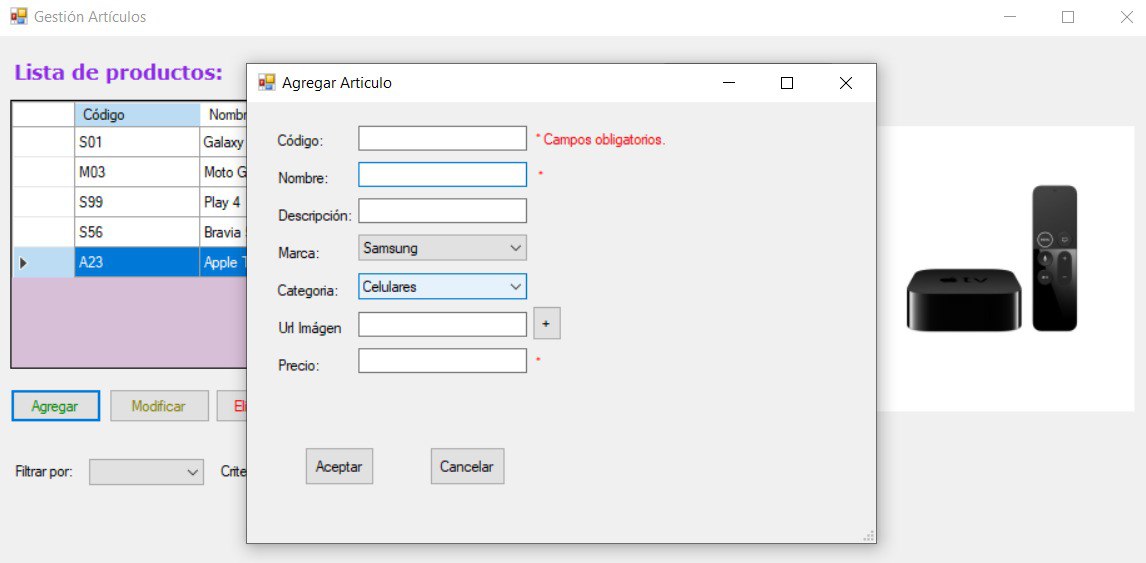 Gestión Artículos
Lista de productos:
Código Nombr
S01 Galaxy
M03 Moto G
S99 Play 4
S56 Bravia
A23 Apple T
Agregar Modificar Eli
Filtrar por: Crite
Agregar Articulo
Código: * Campos obligatorios.
Nombre: *
Descripción:
Marca: Samsung
Categoria: Celulares
Url Imágen +
Precio: *
Aceptar Cancelar
tv